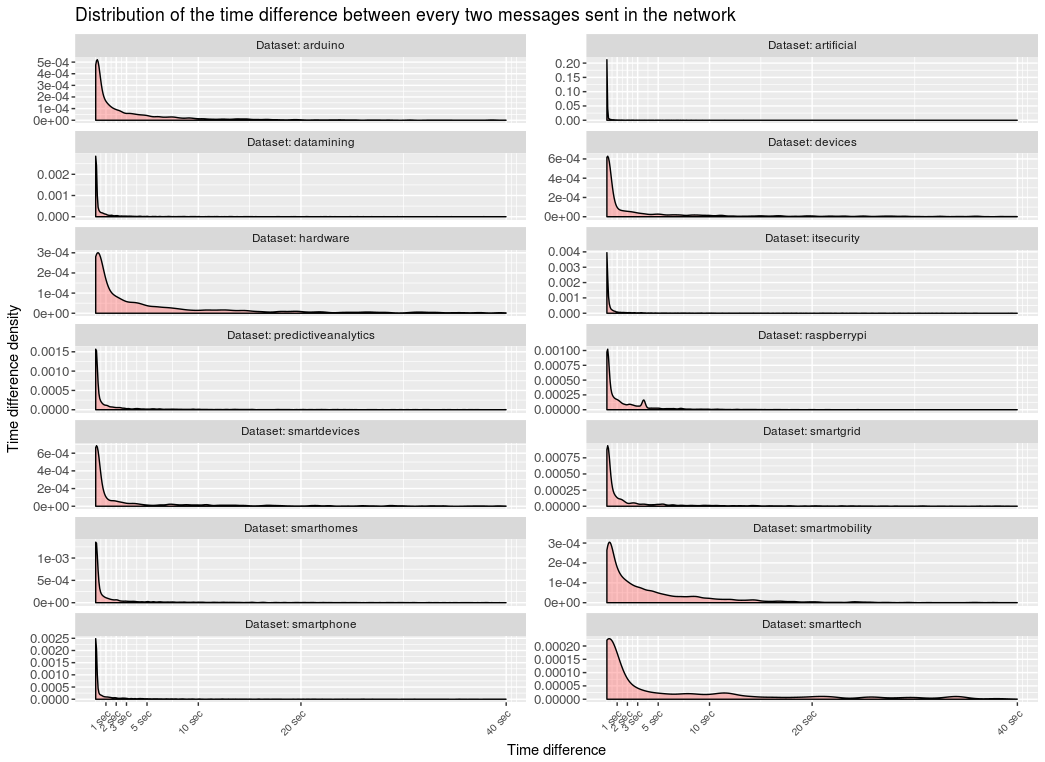 Distribution of the time difference between every two messages sent in the network
Dataset: arduino
5e-04
4e-04
3e-04
2e-04
1e-04
0e+00
Dataset: artificial
0.20
0.15
0.10
0.05
0.00
Dataset: datamining
0.002
0.001
0.000
Dataset: devices
6e-04
4e-04
2e-04
0e+00
Dataset: hardware
3e-04
2e-04
1e-04
0e+00
Dataset: itsecurity
0.004
0.003
0.002
0.001
0.000
Dataset: predictiveanalytics
0.0015
0.0010
0.0005
0.0000
Dataset: raspberrypi
0.00100
0.00075
0.00050
0.00025
0.00000
Dataset: smartdevices
6e-04
4e-04
2e-04
0e+00
Dataset: smartgrid
0.00075
0.00050
0.00025
0.00000
Dataset: smarthomes
1e-03
5e-04
0e+00
Dataset: smartmobility
3e-04
2e-04
1e-04
0e+00
Dataset: smartphone
0.0025
0.0020
0.0015
0.0010
0.0005
0.0000
Dataset: smarttech
0.00020
0.00015
0.00010
0.00005
0.00000
1 sec
2 sec
3 sec
5 sec
10 sec
20 sec
40 sec
1 sec
2 sec
3 sec
5 sec
10 sec
20 sec
40 sec
Time difference
Time difference density